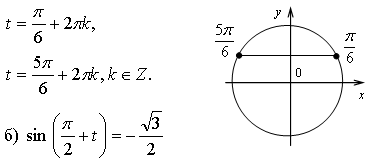 t = π/6 + 2πk,
t = 5π/6 + 2πk, k ∈ Z.
б) sin (π/2 + t) = −√3/2
y
5π/6
π/6
0
x